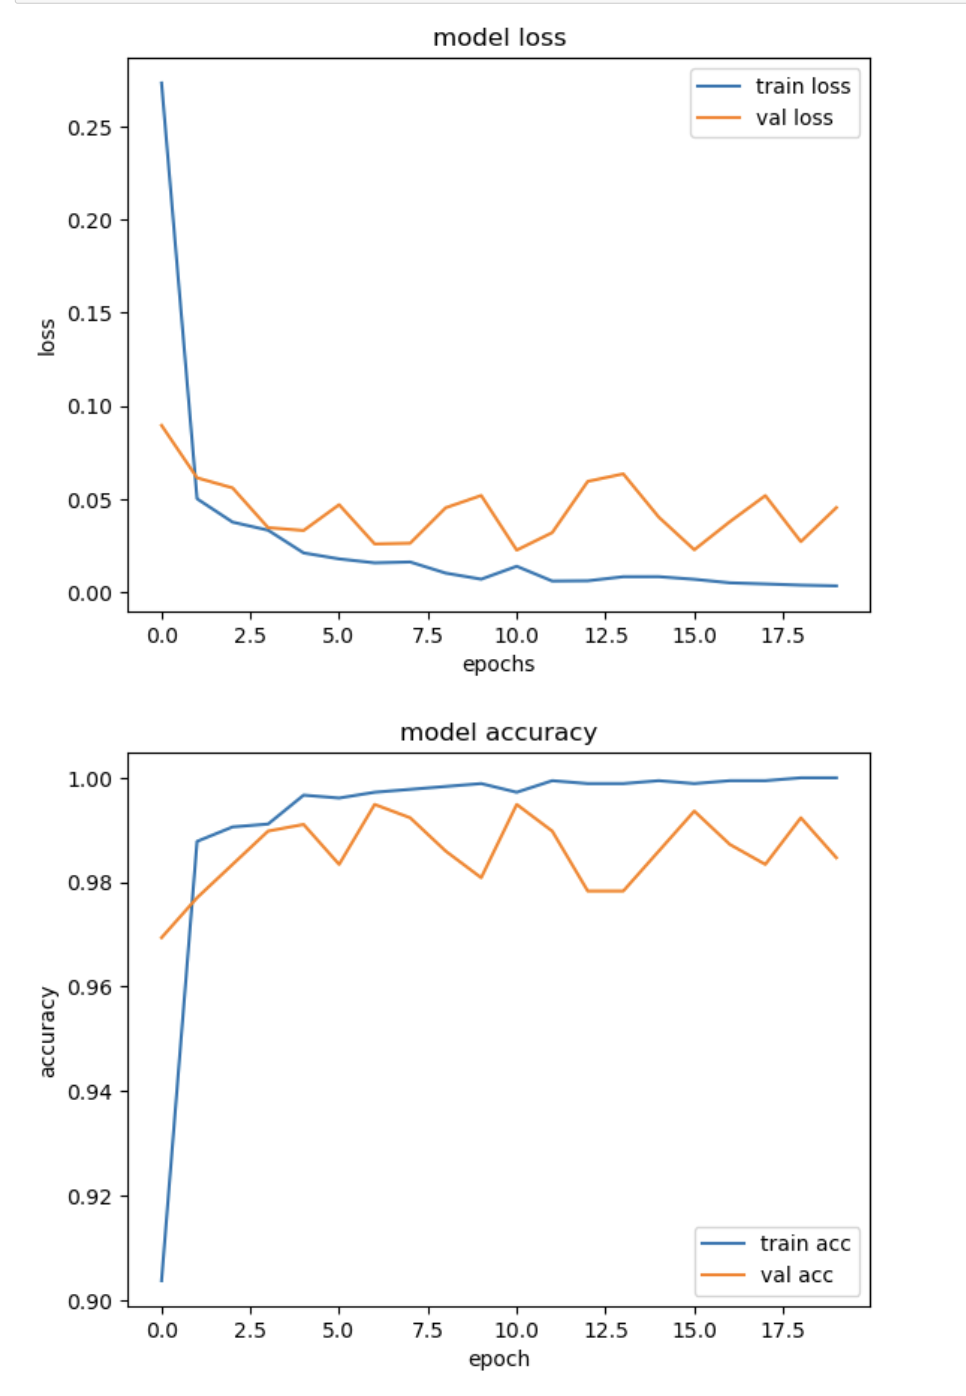 model loss
train loss
val loss
0.25
0.20
0.15
0.10
0.05
0.00
loss
0.0 2.5 5.0 7.5 10.0 12.5 15.0 17.5
epochs
model accuracy
1.00
0.98
0.96
0.94
0.92
0.90
accuracy
train acc
val acc
0.0 2.5 5.0 7.5 10.0 12.5 15.0 17.5
epoch